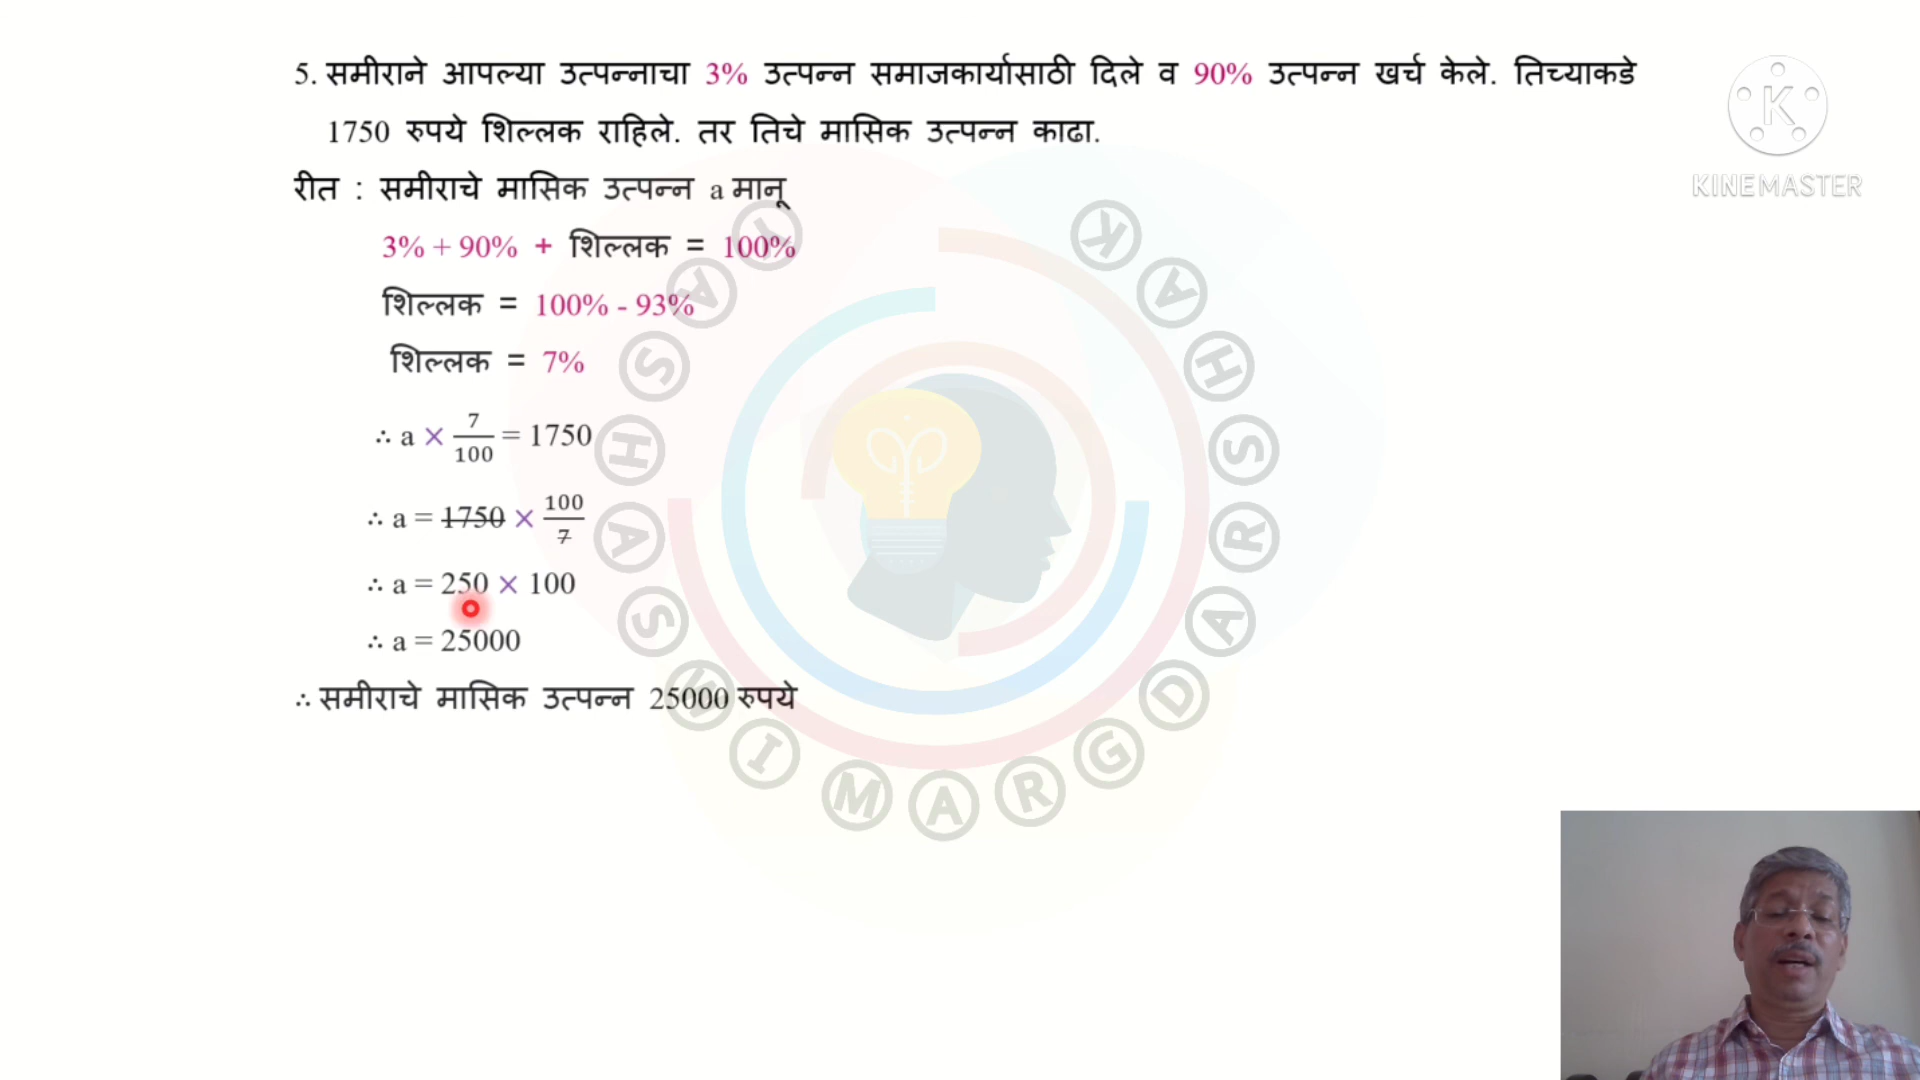 5. समीराने आपल्या उत्पन्नाचा 3% उत्पन्न समाजकार्यासाठी दिले व 90% उत्पन्न खर्च केले. तिच्याकडे
1750 रुपये शिल्लक राहिले. तर तिचे मासिक उत्पन्न काढा.
रीत : समीराचे मासिक उत्पन्न a मानू
3% + 90% + शिल्लक = 100%
शिल्लक = 100% - 93%
शिल्लक = 7%
∴ a × 7/100 = 1750
∴ a = 1750 × 100/7
∴ a = 250 × 100
∴ a = 25000
∴ समीराचे मासिक उत्पन्न 25000 रुपये
KINEMASTER
YASHASWI MARGDARSHAK